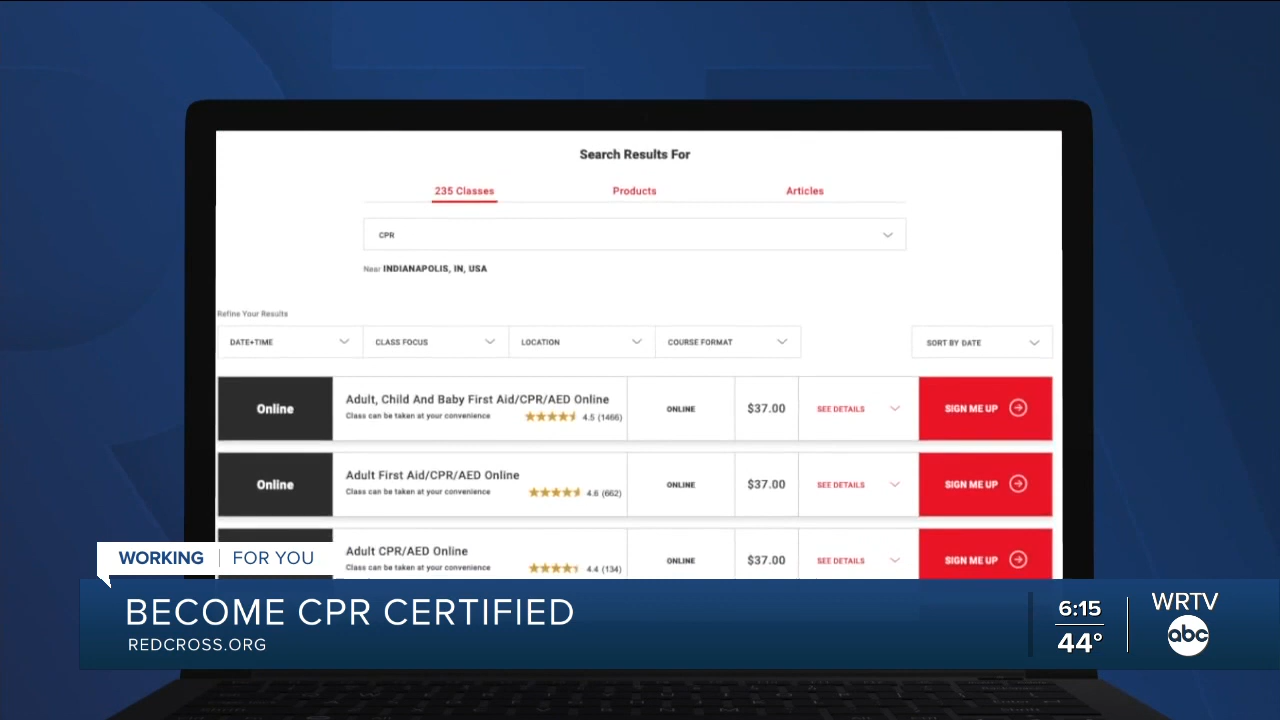 Search Results For
235 Classes Products Articles
CPR
Near INDIANAPOLIS, IN, USA
Refine Your Results
DATE+TIME CLASS FOCUS LOCATION COURSE FORMAT SORT BY DATE
Online Adult, Child And Baby First Aid/CPR/AED Online ONLINE $37.00 SEE DETAILS SIGN ME UP
Class can be taken at your convenience 4.5 (1466)
Online Adult First Aid/CPR/AED Online ONLINE $37.00 SEE DETAILS SIGN ME UP
Class can be taken at your convenience 4.6 (662)
Adult CPR/AED Online ONLINE $37.00 SEE DETAILS SIGN ME UP
Class can be taken at your convenience 4.4 (134)
WORKING FOR YOU
BECOME CPR CERTIFIED
REDCROSS.ORG
6:15
44°
WRTV
abc